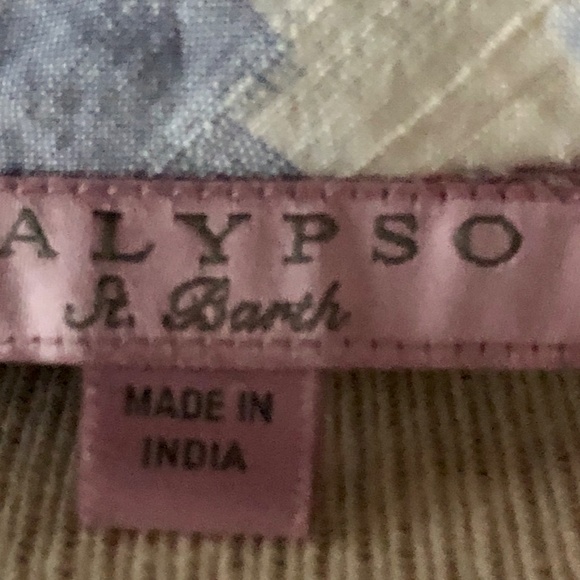 ALYPSO
St. Barth
MADE IN
INDIA